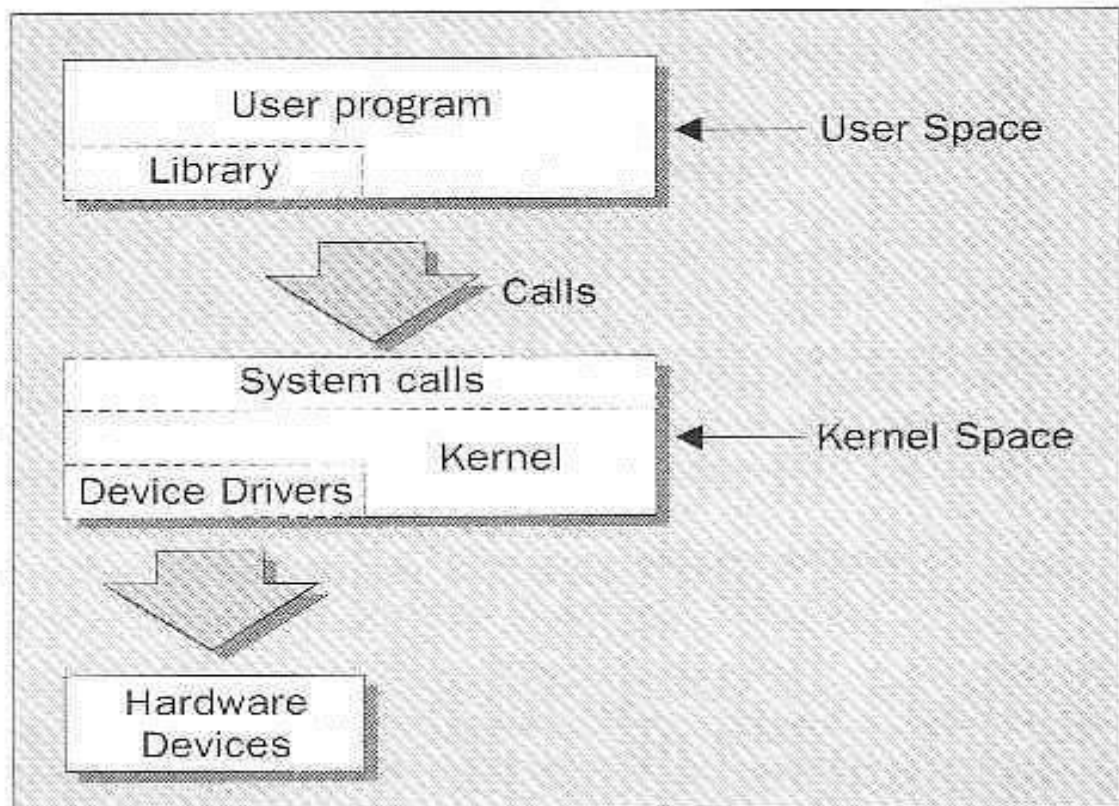 User program
User Space
Library
Calls
System calls
Kernel Space
Kernel
Device Drivers
Hardware
Devices